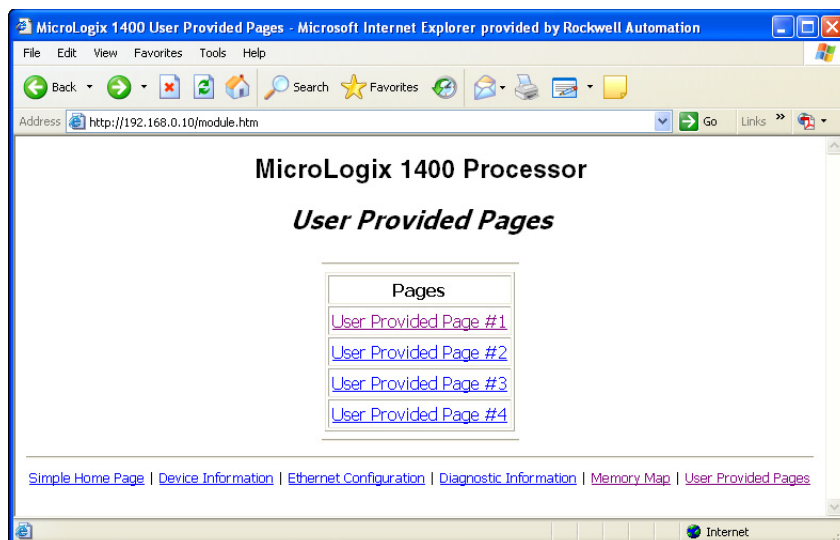 MicroLogix 1400 User Provided Pages - Microsoft Internet Explorer provided by Rockwell Automation
File Edit View Favorites Tools Help
Back Search Favorites
Address http://192.168.0.10/module.htm Go Links »
MicroLogix 1400 Processor
User Provided Pages
Pages
User Provided Page #1
User Provided Page #2
User Provided Page #3
User Provided Page #4
Simple Home Page | Device Information | Ethernet Configuration | Diagnostic Information | Memory Map | User Provided Pages
Internet